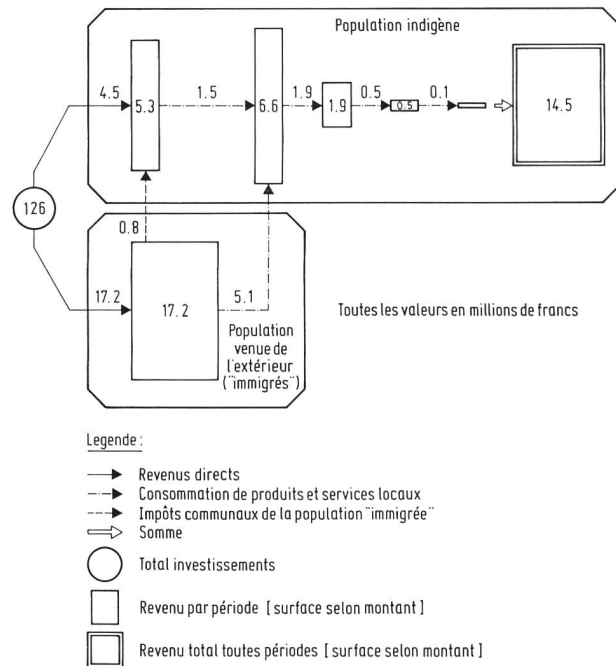 Population indigène
4.5
5.3
1.5
6.6
1.9
1.9
0.5
0.5
0.1
14.5
126
0.8
17.2
17.2
5.1
Population
venue de
l'extérieur
(¨immigrés¨)
Toutes les valeurs en millions de francs
Legende :
Revenus directs
Consommation de produits et services locaux
Impôts communaux de la population ¨immigrée¨
Somme
Total investissements
Revenu par période [ surface selon montant ]
Revenu total toutes périodes [ surface selon montant ]